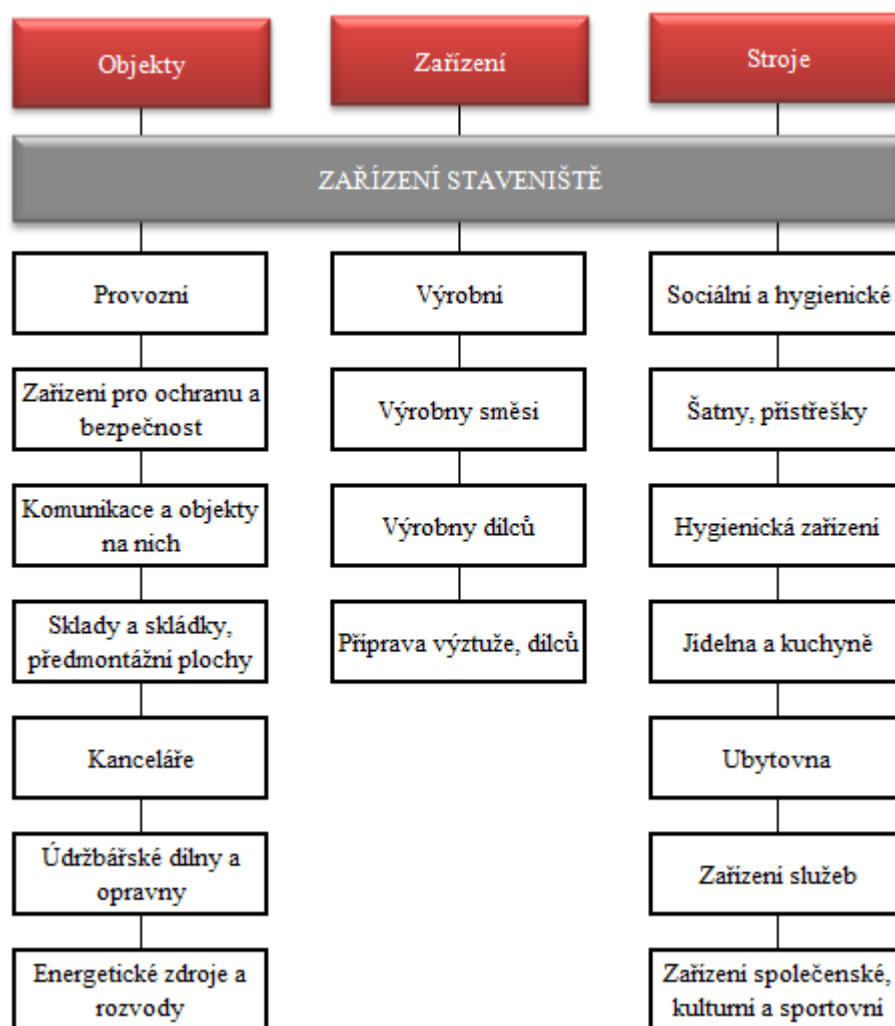 Objekty
Zařízení
Stroje
ZAŘÍZENÍ STAVENIŠTĚ
Provozní
Výrobní
Sociální a hygienické
Zařízení pro ochranu a
bezpečnost
Výrobny směsí
Šatny, přístřešky
Komunikace a objekty
na nich
Výrobny dílců
Hygienická zařízení
Sklady a skládky,
předmontážní plochy
Příprava výztuže, dílců
Jídelna a kuchyně
Kanceláře
Ubytovna
Údržbářské dílny a
opravny
Zařízení služeb
Energetické zdroje a
rozvody
Zařízení společenské,
kulturní a sportovní